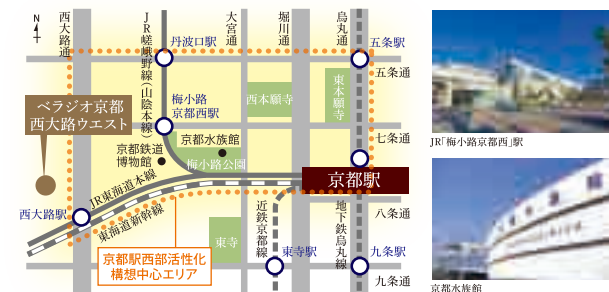 N
西大路通
JR嵯峨野線(山陰本線)
大宮通
堀川通
烏丸通
丹波口駅
五条駅
五条通
ベラジオ京都
西大路ウエスト
梅小路
京都西駅
西本願寺
東本願寺
京都水族館
七条通
京都鉄道
博物館
梅小路公園
京都駅
JR東海道本線
西大路駅
東海道新幹線
八条通
近鉄京都線
地下鉄烏丸線
東寺
東寺駅
九条駅
九条通
京都駅西部活性化
構想中心エリア
JR「梅小路京都西」駅
京都水族館